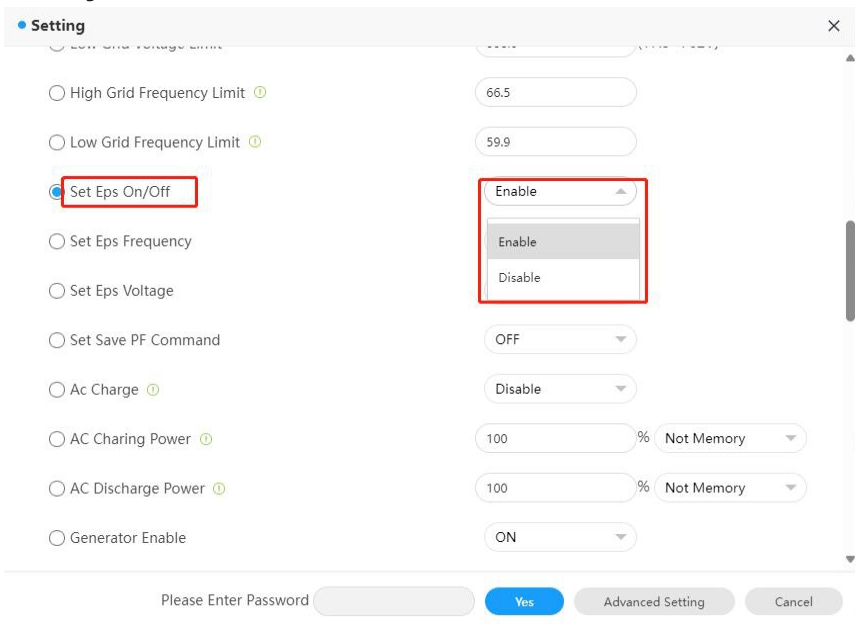 Setting
High Grid Frequency Limit 66.5
Low Grid Frequency Limit 59.9
Set Eps On/Off Enable
Set Eps Frequency Enable
Disable
Set Eps Voltage
Set Save PF Command OFF
Ac Charge Disable
AC Charing Power 100 % Not Memory
AC Discharge Power 100 % Not Memory
Generator Enable ON
Please Enter Password Yes Advanced Setting Cancel